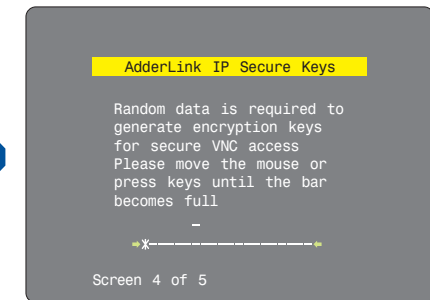 AdderLink IP Secure Keys
Random data is required to
generate encryption keys
for secure VNC access
Please move the mouse or
press keys until the bar
becomes full
Screen 4 of 5